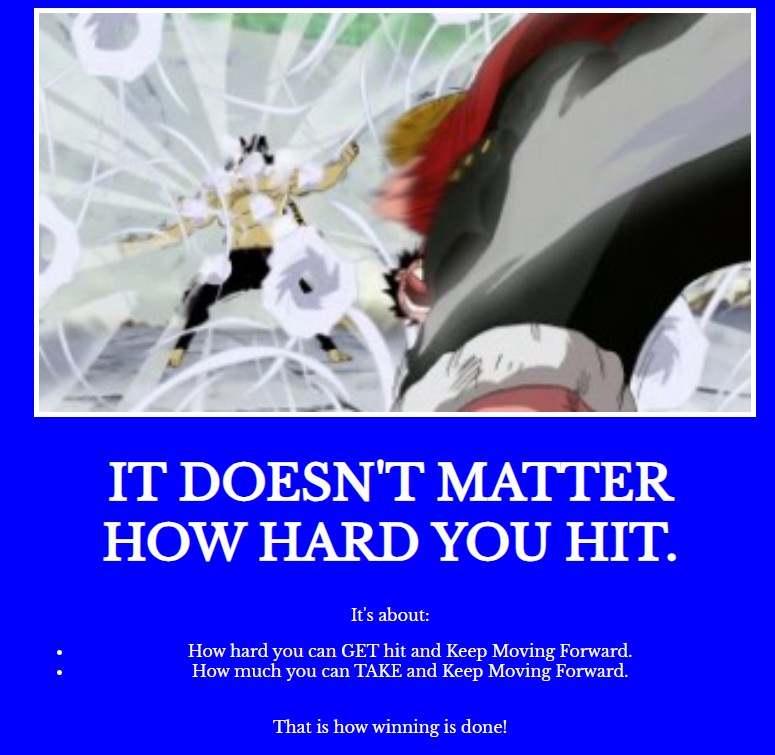 IT DOESN'T MATTER
HOW HARD YOU HIT.
It's about:
• How hard you can GET hit and Keep Moving Forward.
• How much you can TAKE and Keep Moving Forward.
That is how winning is done!